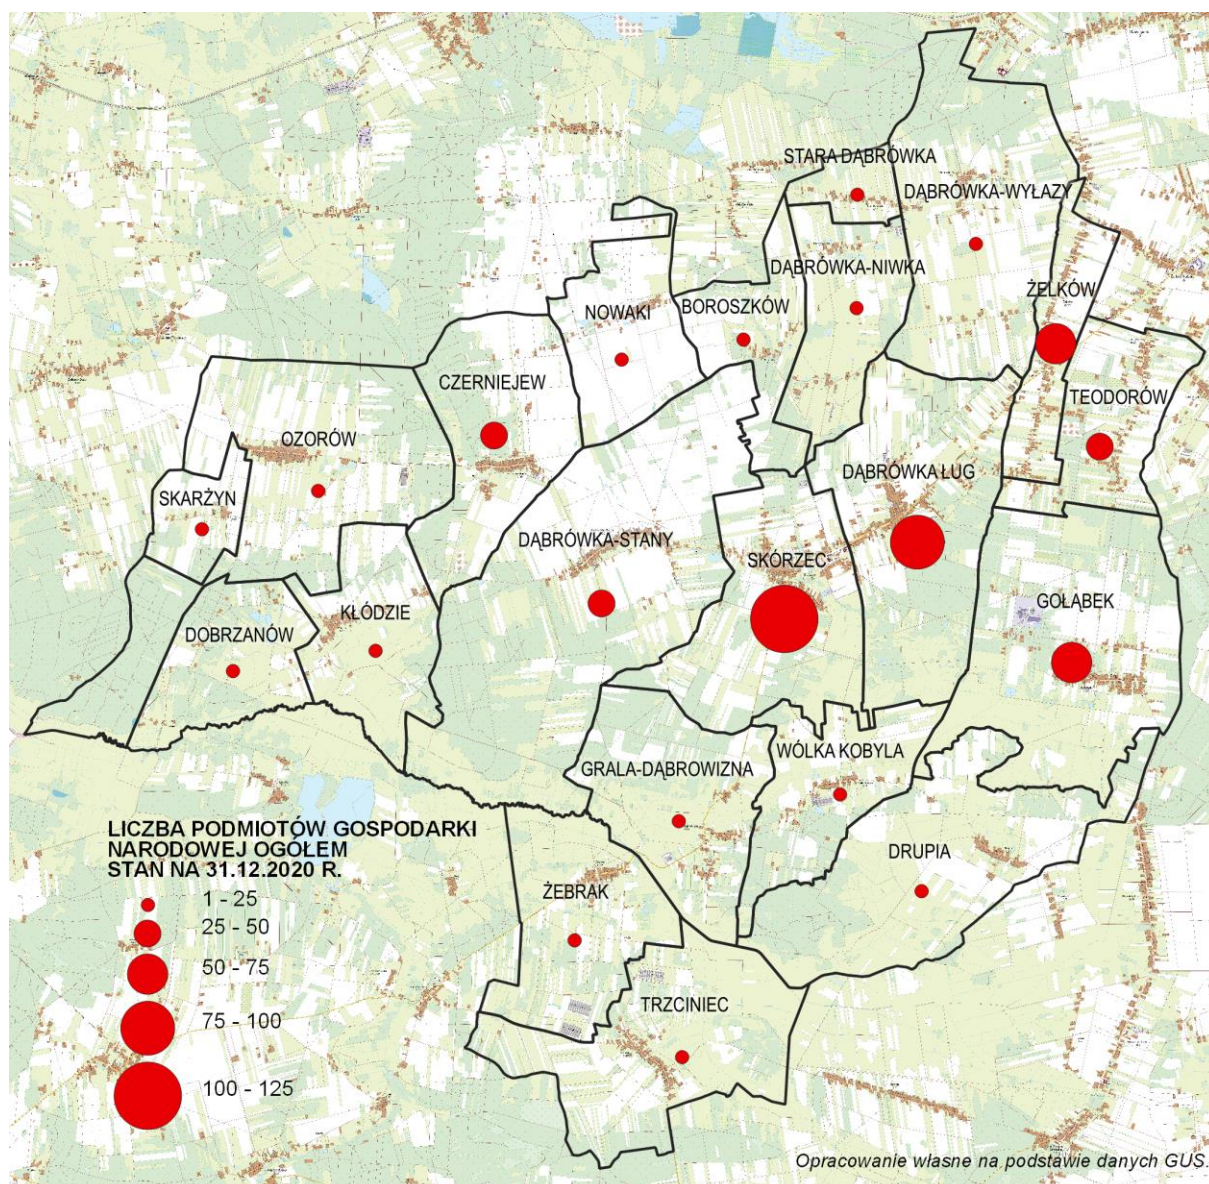 STARA DĄBRÓWKA
DĄBRÓWKA-WYŁAZY
DĄBRÓWKA-NIWKA
ŻELKÓW
NOWAKI
BOROSZKÓW
CZERNIEJEW
TEODORÓW
OZORÓW
DĄBRÓWKA ŁUG
SKARŻYN
DĄBRÓWKA-STANY
SKÓRZEC
GOŁĄBEK
KŁÓDZIE
DOBRZANÓW
WÓLKA KOBYLA
GRALA-DĄBROWIZNA
DRUPIA
ŻEBRAK
TRZCINIEC
LICZBA PODMIOTÓW GOSPODARKI
NARODOWEJ OGÓŁEM
STAN NA 31.12.2020 R.
1 - 25
25 - 50
50 - 75
75 - 100
100 - 125
Opracowanie własne na podstawie danych GUS.